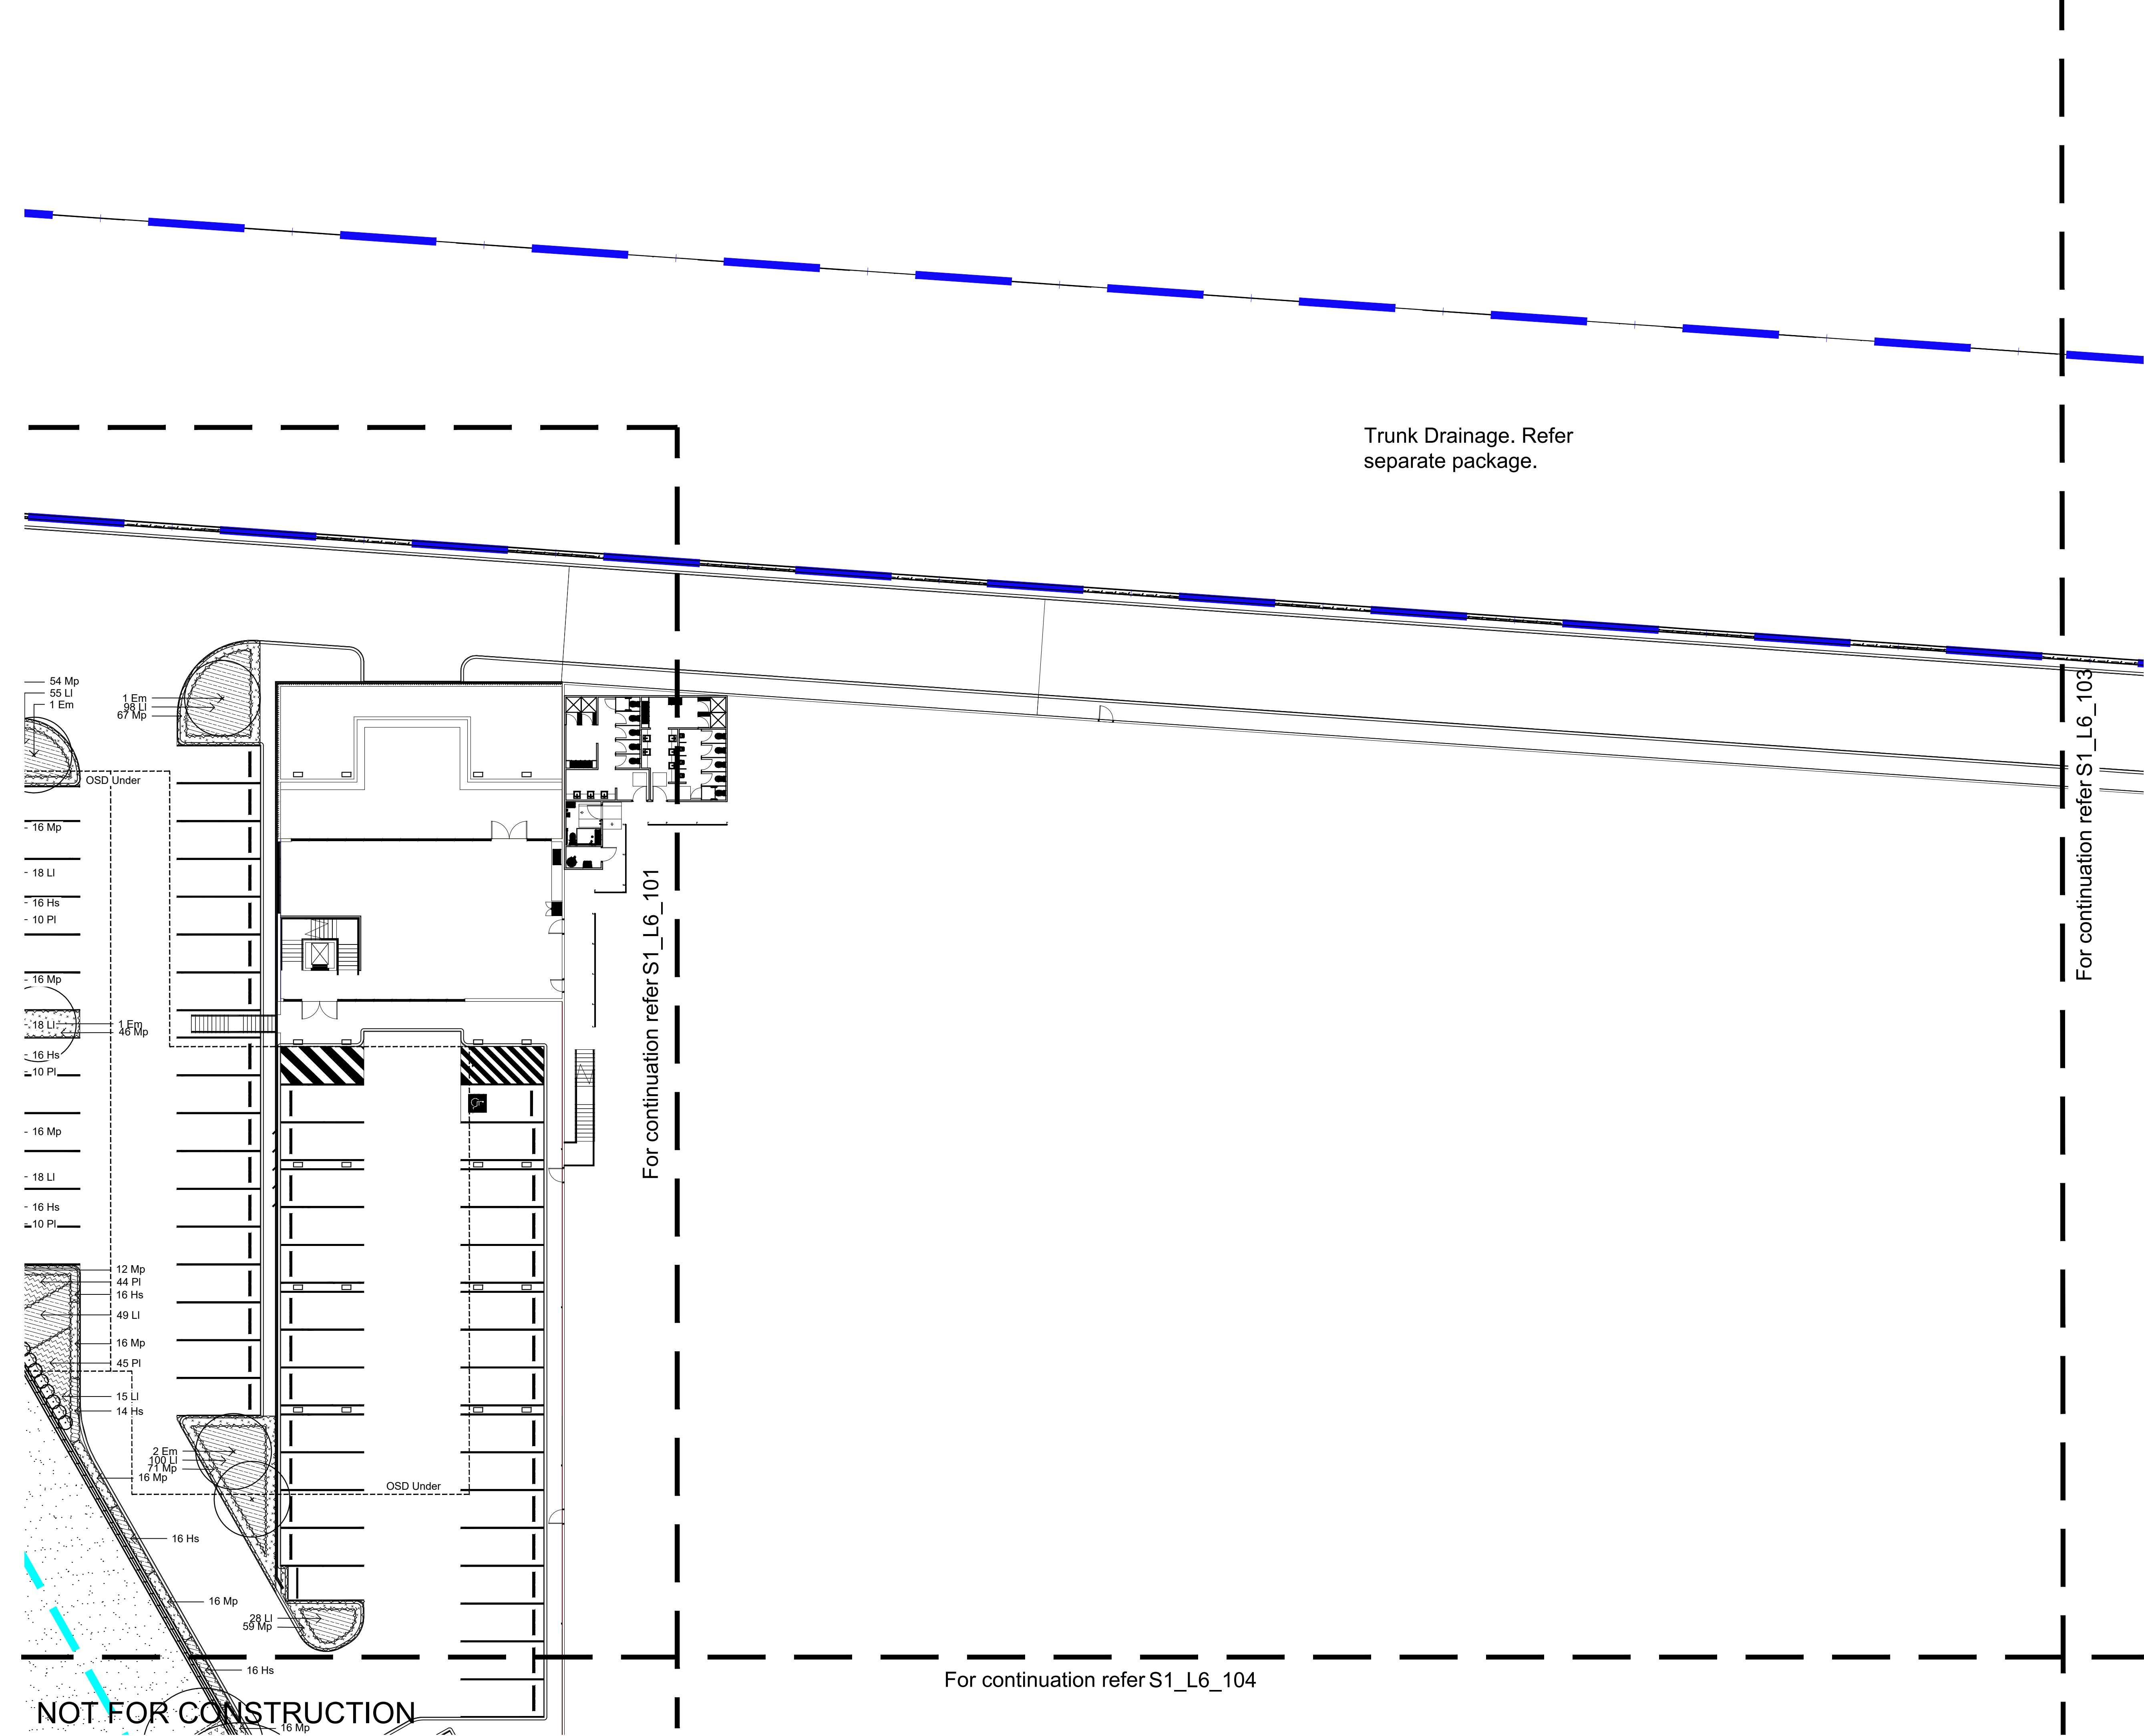 Trunk Drainage. Refer
separate package.
54 Mp
55 Ll
1 Em
1 Em
98 Ll
67 Mp
OSD Under
16 Mp
18 Ll
16 Hs
10 Pl
16 Mp
18 Ll
1 Em
46 Mp
16 Hs
10 Pl
16 Mp
18 Ll
16 Hs
10 Pl
12 Mp
44 Pl
16 Hs
49 Ll
16 Mp
45 Pl
15 Ll
14 Hs
2 Em
100 Ll
71 Mp
16 Mp
OSD Under
16 Hs
16 Mp
28 Ll
59 Mp
16 Hs
16 Mp
For continuation refer S1_L6_101
For continuation refer S1_L6_103
For continuation refer S1_L6_104
NOT FOR CONSTRUCTION